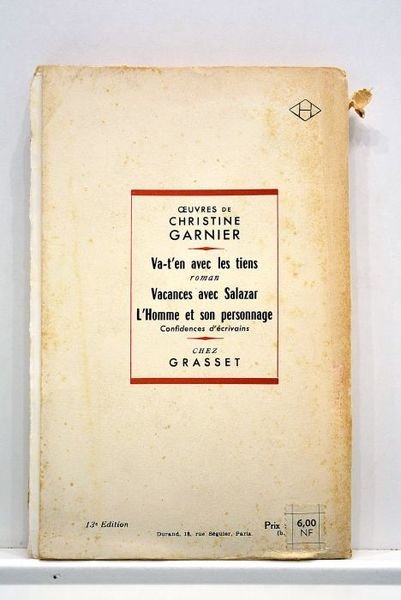 H
ŒUVRES DE
CHRISTINE
GARNIER
Va-t'en avec les tiens
roman
Vacances avec Salazar
L'Homme et son personnage
Confidences d'écrivains
CHEZ
GRASSET
13e Edition
Durand, 18, rue Séguier, Paris
Prix : 6,00
(b. NF